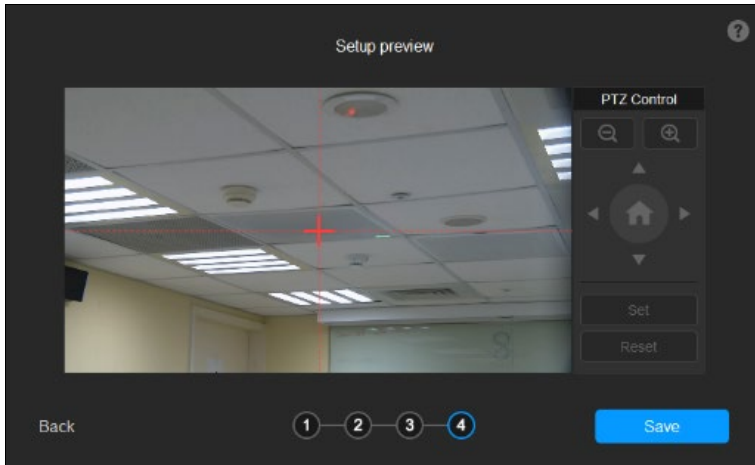 ?
Setup preview
PTZ Control
Set
Reset
Back
1
2
3
4
Save